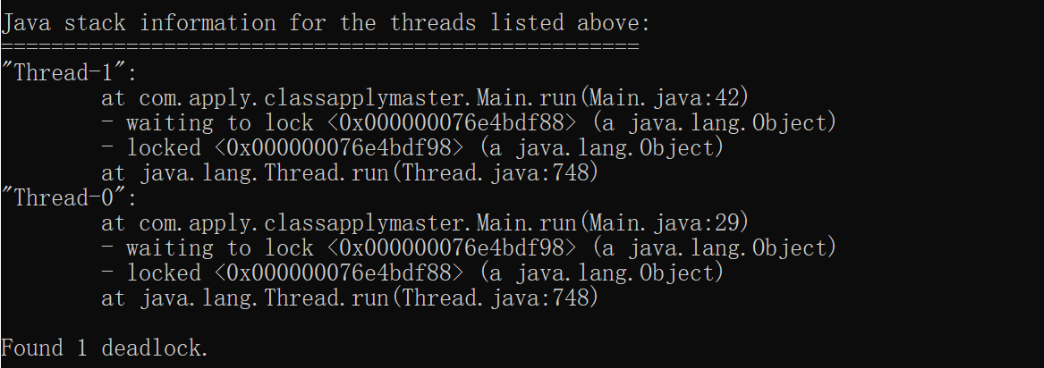 Java stack information for the threads listed above:
===================================================
"Thread-1":
        at com.apply.classapplymaster.Main.run(Main.java:42)
        - waiting to lock <0x000000076e4bdf88> (a java.lang.Object)
        - locked <0x000000076e4bdf98> (a java.lang.Object)
        at java.lang.Thread.run(Thread.java:748)
"Thread-0":
        at com.apply.classapplymaster.Main.run(Main.java:29)
        - waiting to lock <0x000000076e4bdf98> (a java.lang.Object)
        - locked <0x000000076e4bdf88> (a java.lang.Object)
        at java.lang.Thread.run(Thread.java:748)
Found 1 deadlock.